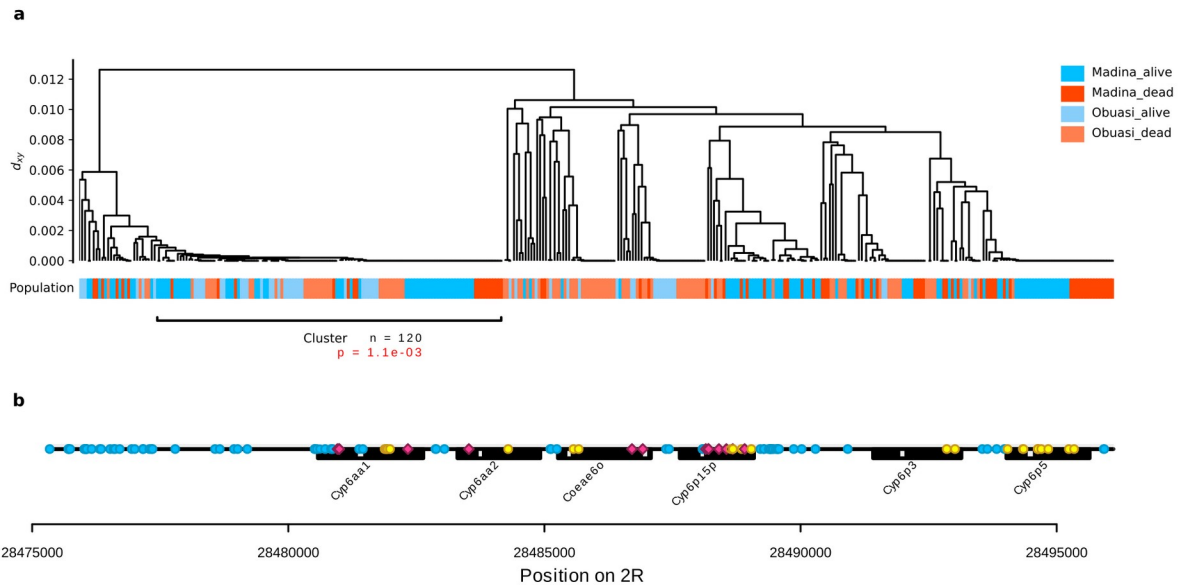 a
0.012
0.010
0.008
0.006
0.004
0.002
0.000
dxy
Madina_alive
Madina_dead
Obuasi_alive
Obuasi_dead
Population
Cluster n = 120
p = 1.1e-03
b
Cyp6aa1
Cyp6aa2
Coeae6o
Cyp6p15p
Cyp6p3
Cyp6p5
28475000 28480000 28485000 28490000 28495000
Position on 2R